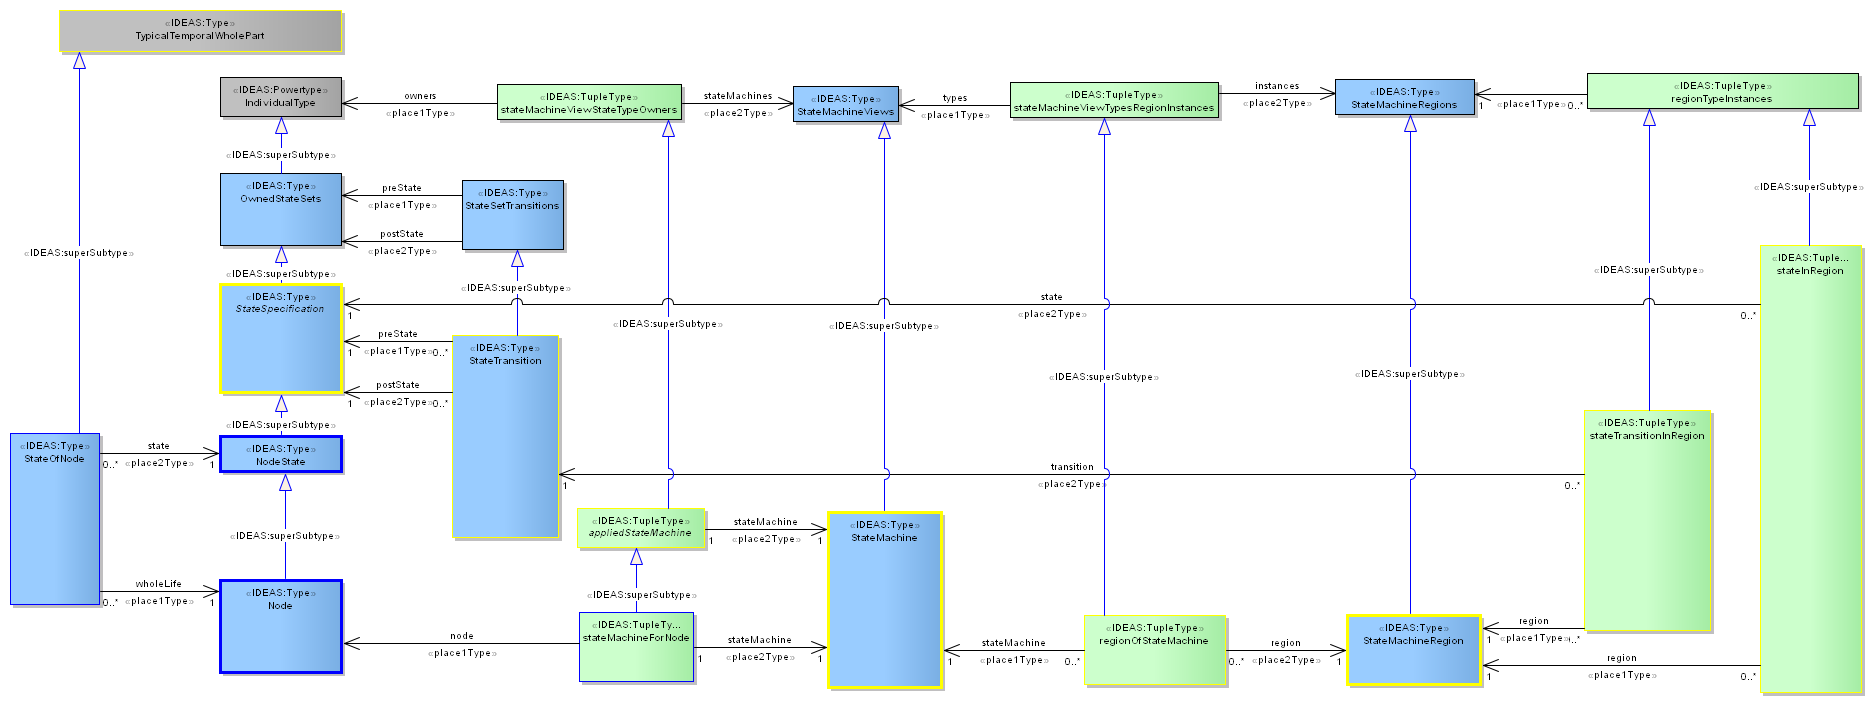 «IDEAS:Type»
TypicalTemporalWholePart
«IDEAS:Powertype»
IndividualType
owners
«place1Type»
«IDEAS:TupleType»
stateMachineViewStateTypeOwners
stateMachines
«place2Type»
«IDEAS:Type»
StateMachineViews
types
«place1Type»
«IDEAS:TupleType»
stateMachineViewTypesRegionInstances
instances
«place2Type»
«IDEAS:Type»
StateMachineRegions
1
«place1Type»
0..*
«IDEAS:TupleType»
regionTypeInstances
«IDEAS:superSubtype»
«IDEAS:Type»
OwnedStateSets
preState
«place1Type»
postState
«place2Type»
«IDEAS:Type»
StateSetTransitions
«IDEAS:superSubtype»
«IDEAS:superSubtype»
«IDEAS:superSubtype»
«IDEAS:superSubtype»
«IDEAS:superSubtype»
«IDEAS:Type»
StateSpecification
1
state
«place2Type»
0..*
«IDEAS:Tuple...
stateInRegion
preState
1
«place1Type»
0..*
postState
1
«place2Type»
0..*
«IDEAS:Type»
StateTransition
«IDEAS:superSubtype»
«IDEAS:superSubtype»
«IDEAS:superSubtype»
«IDEAS:superSubtype»
«IDEAS:superSubtype»
«IDEAS:Type»
StateOfNode
state
0..*
«place2Type»
1
«IDEAS:Type»
NodeState
«IDEAS:TupleType»
stateTransitionInRegion
1
transition
«place2Type»
0..*
«IDEAS:superSubtype»
«IDEAS:TupleType»
appliedStateMachine
stateMachine
1
«place2Type»
1
«IDEAS:Type»
StateMachine
wholeLife
0..*
«place1Type»
1
«IDEAS:Type»
Node
«IDEAS:superSubtype»
node
«place1Type»
«IDEAS:TupleTy...
stateMachineForNode
stateMachine
1
«place2Type»
1
stateMachine
1
«place1Type»
0..*
«IDEAS:TupleType»
regionOfStateMachine
region
0..*
«place2Type»
1
«IDEAS:Type»
StateMachineRegion
region
1
«place1Type»
region
1
«place1Type»
0..*